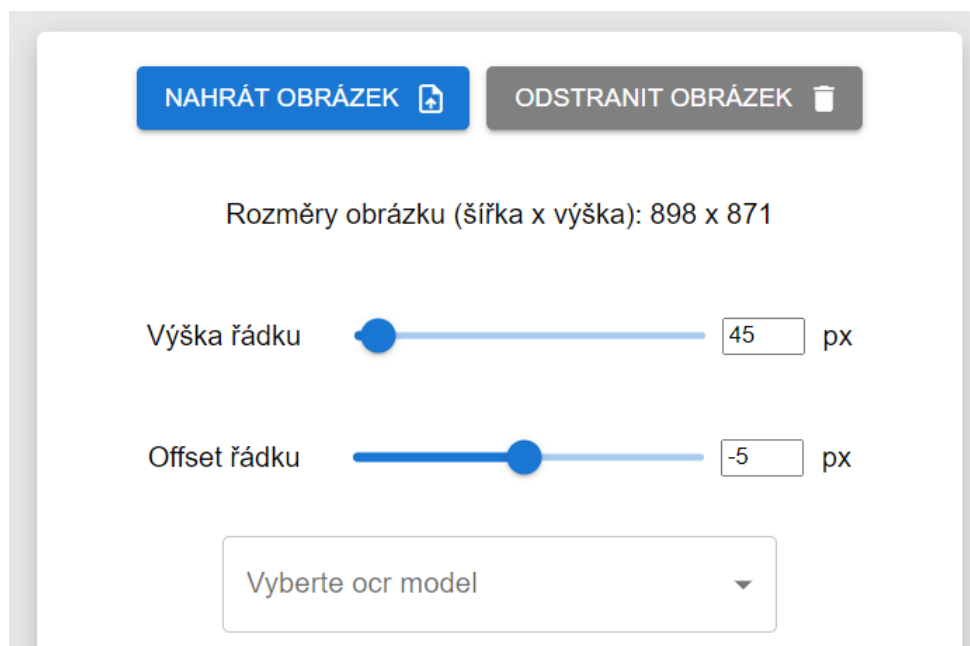 NAHRÁT OBRÁZEK ODSTRANIT OBRÁZEK
Rozměry obrázku (šířka x výška): 898 x 871
Výška řádku 45 px
Offset řádku -5 px
Vyberte ocr model